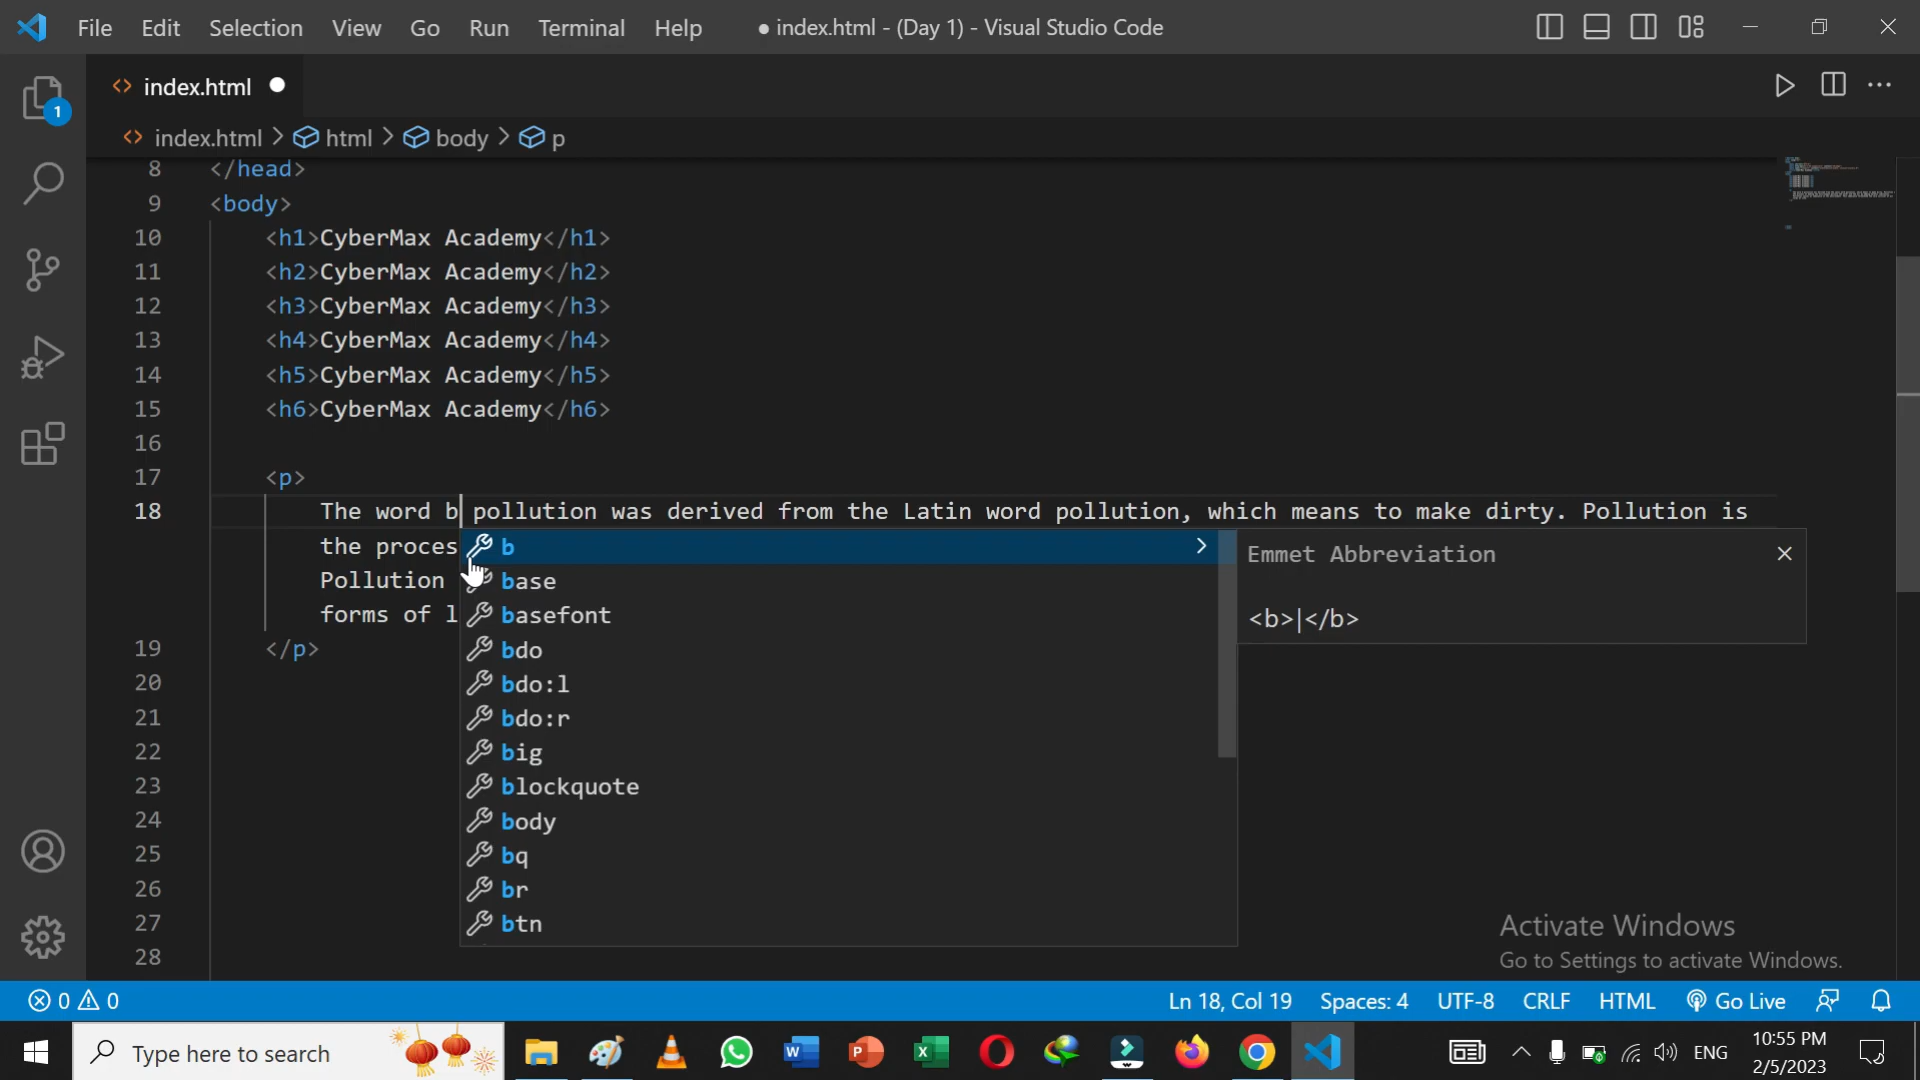 File Edit Selection View Go Run Terminal Help ● index.html - (Day 1) - Visual Studio Code
<> index.html ●
<> index.html > html > body > p
8 </head>
9 <body>
10 <h1>CyberMax Academy</h1>
11 <h2>CyberMax Academy</h2>
12 <h3>CyberMax Academy</h3>
13 <h4>CyberMax Academy</h4>
14 <h5>CyberMax Academy</h5>
15 <h6>CyberMax Academy</h6>
16
17 <p>
18 The word b pollution was derived from the Latin word pollution, which means to make dirty. Pollution is
the proces
Pollution
forms of l
19 </p>
20
21
22
23
24
25
26
27
28
b
base
basefont
bdo
bdo:l
bdo:r
big
blockquote
body
bq
br
btn
Emmet Abbreviation
<b>|</b>
1
Activate Windows
Go to Settings to activate Windows.
0 0 Ln 18, Col 19 Spaces: 4 UTF-8 CRLF HTML Go Live
Type here to search ENG 10:55 PM
2/5/2023